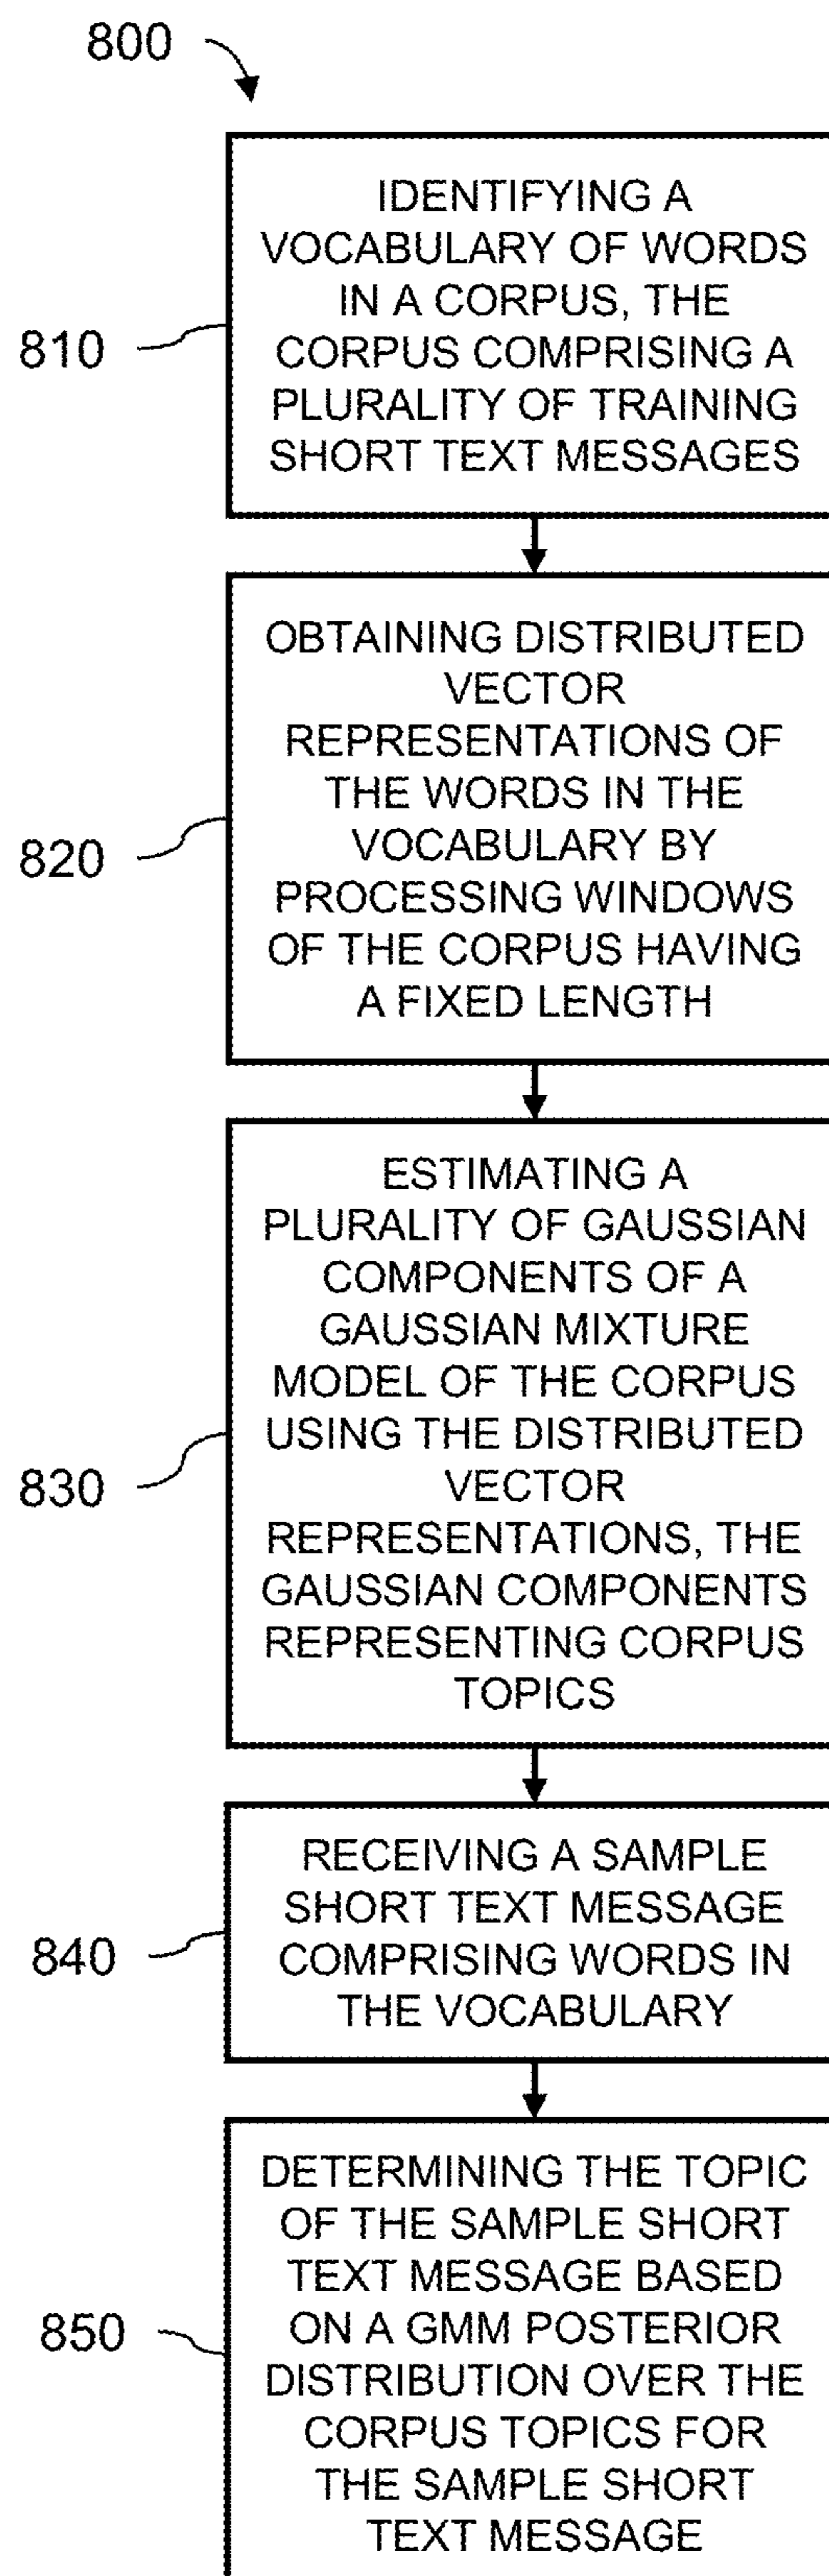 800
IDENTIFYING A
VOCABULARY OF WORDS
IN A CORPUS, THE
CORPUS COMPRISING A
PLURALITY OF TRAINING
SHORT TEXT MESSAGES
810
OBTAINING DISTRIBUTED
VECTOR
REPRESENTATIONS OF
THE WORDS IN THE
VOCABULARY BY
PROCESSING WINDOWS
OF THE CORPUS HAVING
A FIXED LENGTH
820
ESTIMATING A
PLURALITY OF GAUSSIAN
COMPONENTS OF A
GAUSSIAN MIXTURE
MODEL OF THE CORPUS
USING THE DISTRIBUTED
VECTOR
REPRESENTATIONS, THE
GAUSSIAN COMPONENTS
REPRESENTING CORPUS
TOPICS
830
RECEIVING A SAMPLE
SHORT TEXT MESSAGE
COMPRISING WORDS IN
THE VOCABULARY
840
DETERMINING THE TOPIC
OF THE SAMPLE SHORT
TEXT MESSAGE BASED
ON A GMM POSTERIOR
DISTRIBUTION OVER THE
CORPUS TOPICS FOR
THE SAMPLE SHORT
TEXT MESSAGE
850